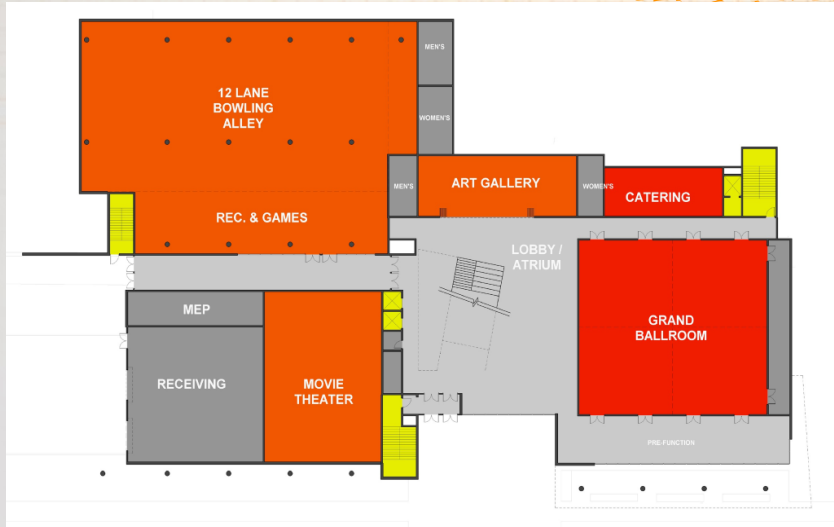 MEN'S
12 LANE
BOWLING
ALLEY
WOMEN'S
MEN'S
ART GALLERY
WOMEN'S
CATERING
REC. & GAMES
LOBBY /
ATRIUM
MEP
GRAND
BALLROOM
RECEIVING
MOVIE
THEATER
PRE-FUNCTION